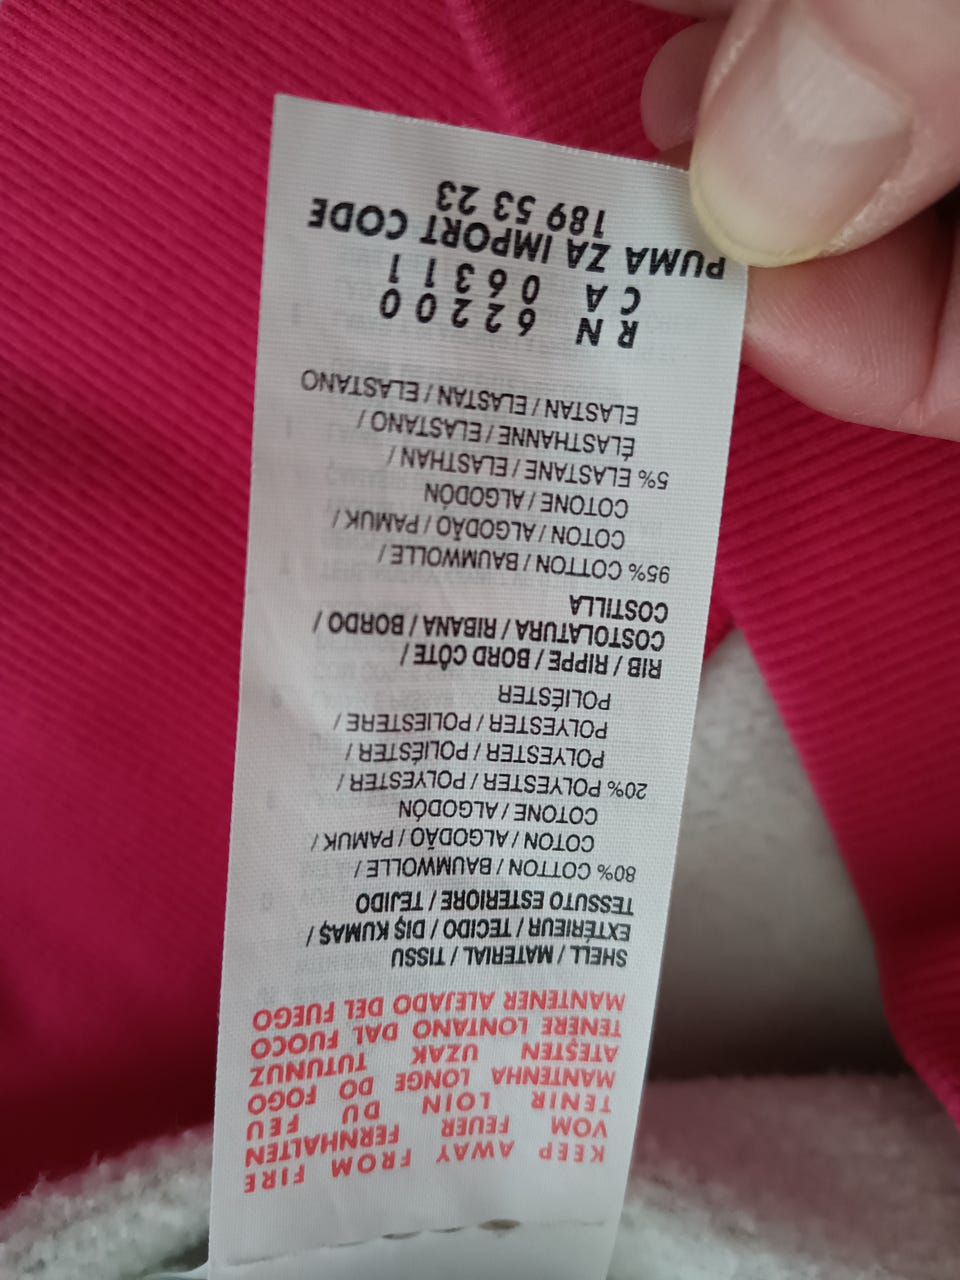 KEEP AWAY FROM FIRE
VOM FEUER FERNHALTEN
TENIR LOIN DU FEU
MANTENHA LONGE DO FOGO
ATEŞTEN UZAK TUTUNUZ
TENERE LONTANO DAL FUOCO
MANTENER ALEJADO DEL FUEGO
SHELL / MATERIAL / TISSU
EXTÉRIEUR / TECIDO / DIŞ KUMAŞ /
TESSUTO ESTERIORE / TEJIDO
80% COTTON / BAUMWOLLE /
COTON / ALGODÃO / PAMUK /
COTONE / ALGODÓN
20% POLYESTER / POLYESTER /
POLYESTER / POLIÉSTER /
POLYESTER / POLIESTERE /
POLIÉSTER
RIB / RIPPE / BORD CÔTE /
COSTOLATURA / RIBANA / BORDO /
COSTILLA
95% COTTON / BAUMWOLLE /
COTON / ALGODÃO / PAMUK /
COTONE / ALGODÓN
5% ELASTANE / ELASTHAN /
ÉLASTHANNE / ELASTANO /
ELASTAN / ELASTAN / ELASTANO
RN 62200
CA 06311
PUMA ZA IMPORT CODE
189 53 23